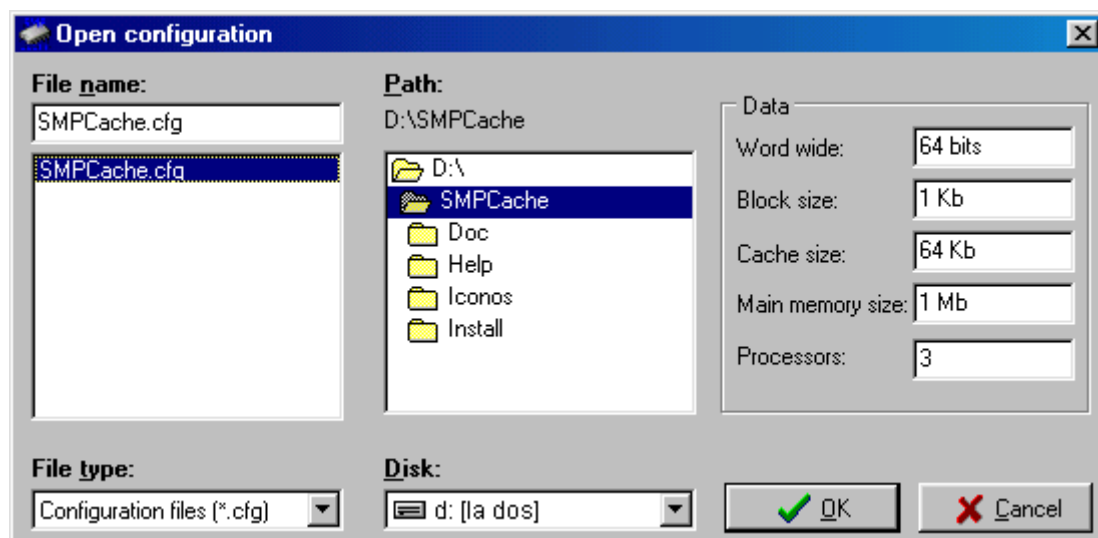 Open configuration
File name:
SMPCache.cfg
SMPCache.cfg
File type:
Configuration files (*.cfg)
Path:
D:\SMPCache
D:\
SMPCache
Doc
Help
Iconos
Install
Disk:
d: [la dos]
Data
Word wide: 64 bits
Block size: 1 Kb
Cache size: 64 Kb
Main memory size: 1 Mb
Processors: 3
OK
Cancel